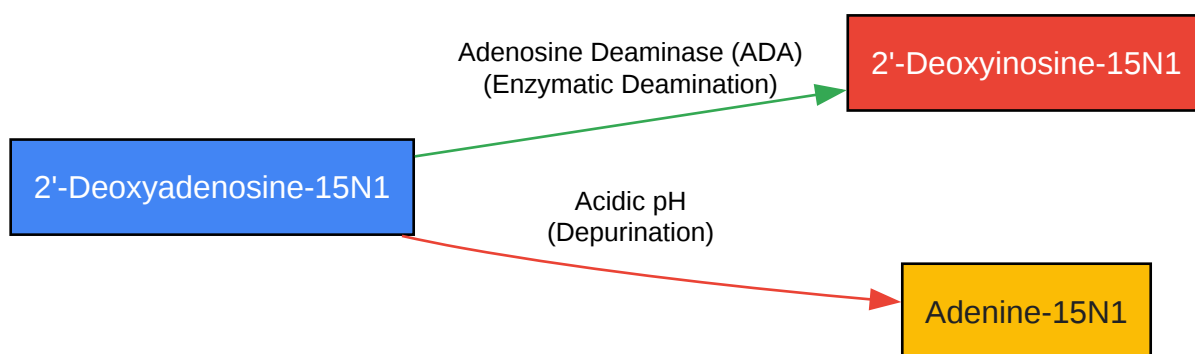 Adenosine Deaminase (ADA)
(Enzymatic Deamination)
2'-Deoxyinosine-15N1
2'-Deoxyadenosine-15N1
Acidic pH
(Depurination)
Adenine-15N1